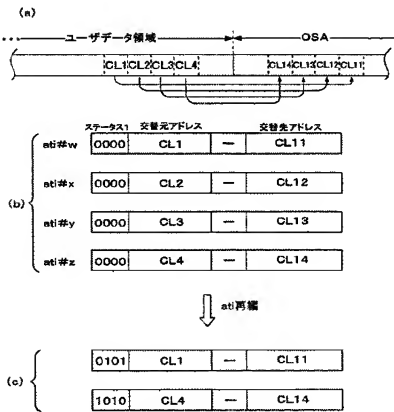 (a)
••• ユーザデータ領域 OSA
CL1 CL2 CL3 CL4 CL14 CL13 CL12 CL11
ステータス1 交替元アドレス 交替先アドレス
ati#w 0000 CL1 — CL11
ati#x 0000 CL2 — CL12
(b)
ati#y 0000 CL3 — CL13
ati#z 0000 CL4 — CL14
ati再編
0101 CL1 — CL11
(c)
1010 CL4 — CL14